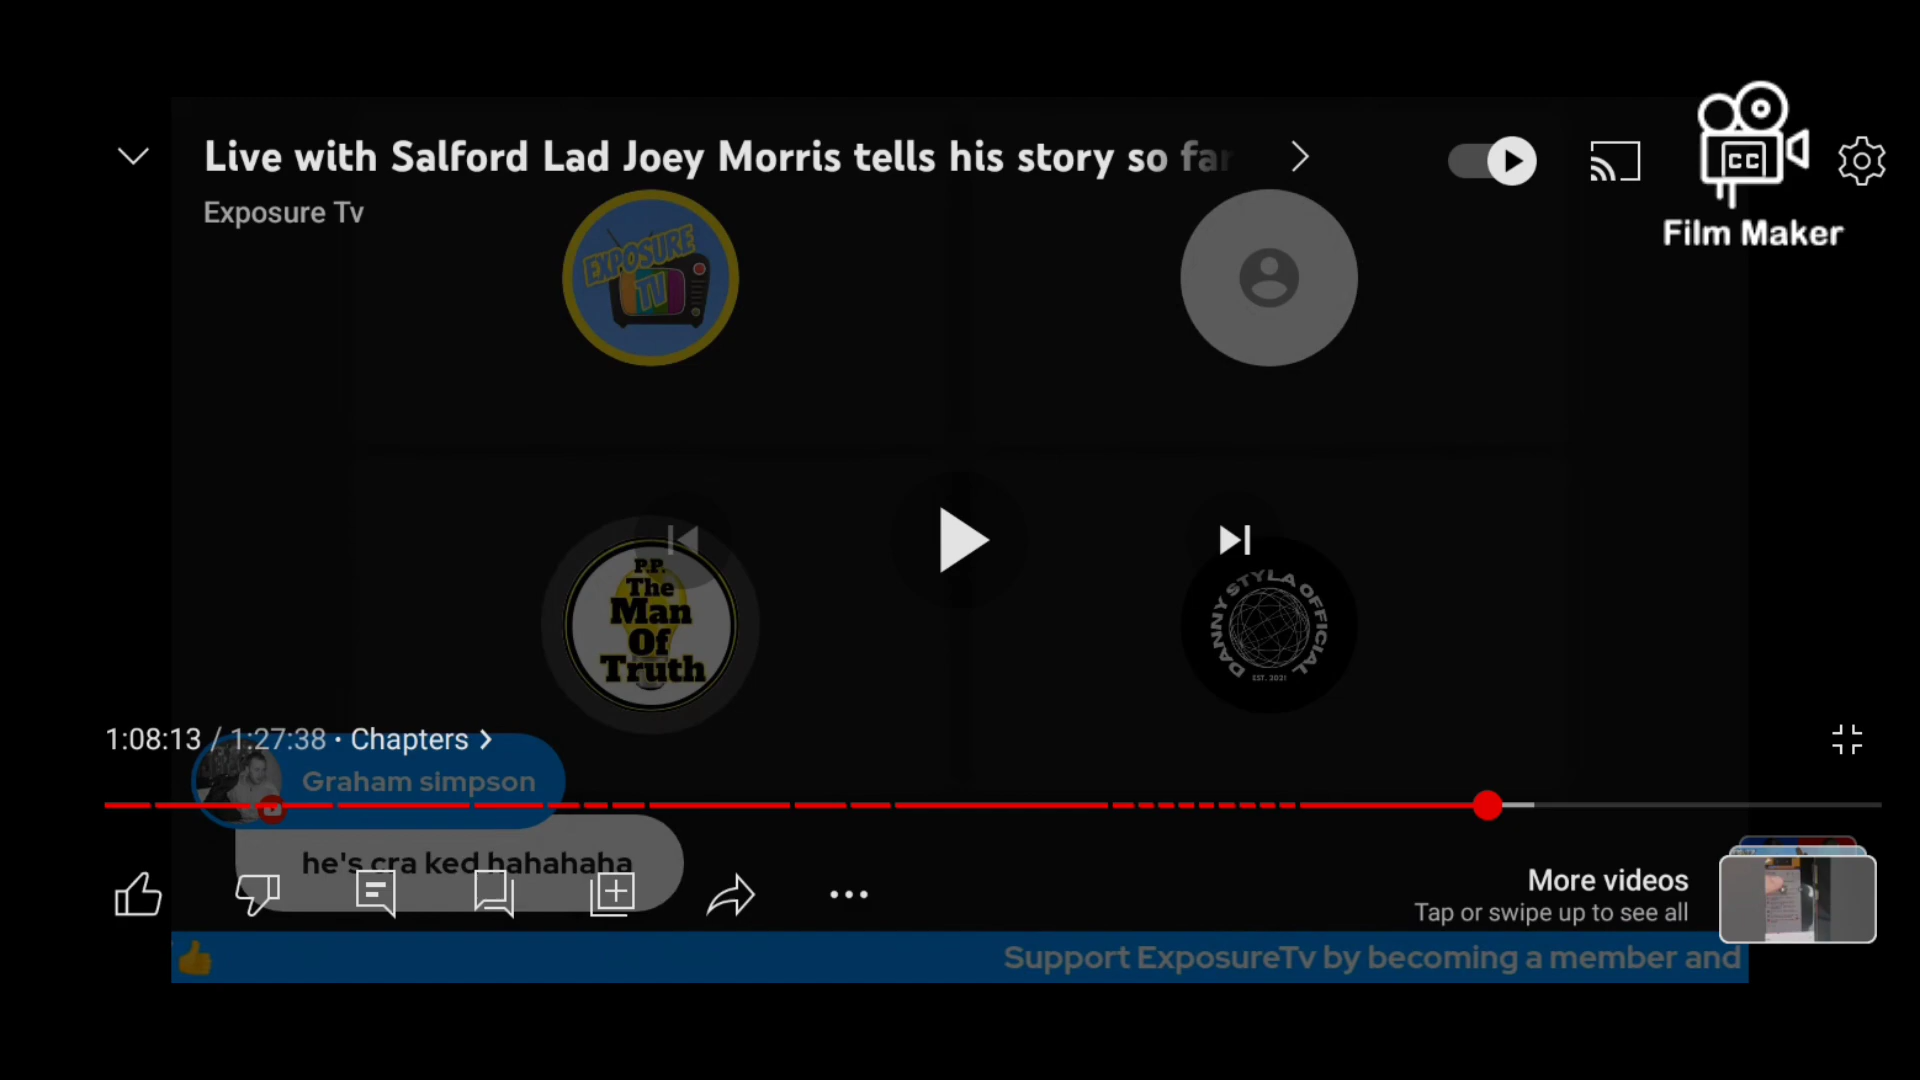 Live with Salford Lad Joey Morris tells his story so far
Exposure Tv
CC
Film Maker
EXPOSURE
TV
P.P.
The
Man
Of
Truth
DANNY STYLA OFFICIAL
EST. 2021
1:08:13 / 1:27:38 · Chapters
Graham simpson
he's cra ked hahahaha
More videos
Tap or swipe up to see all
Support ExposureTv by becoming a member and